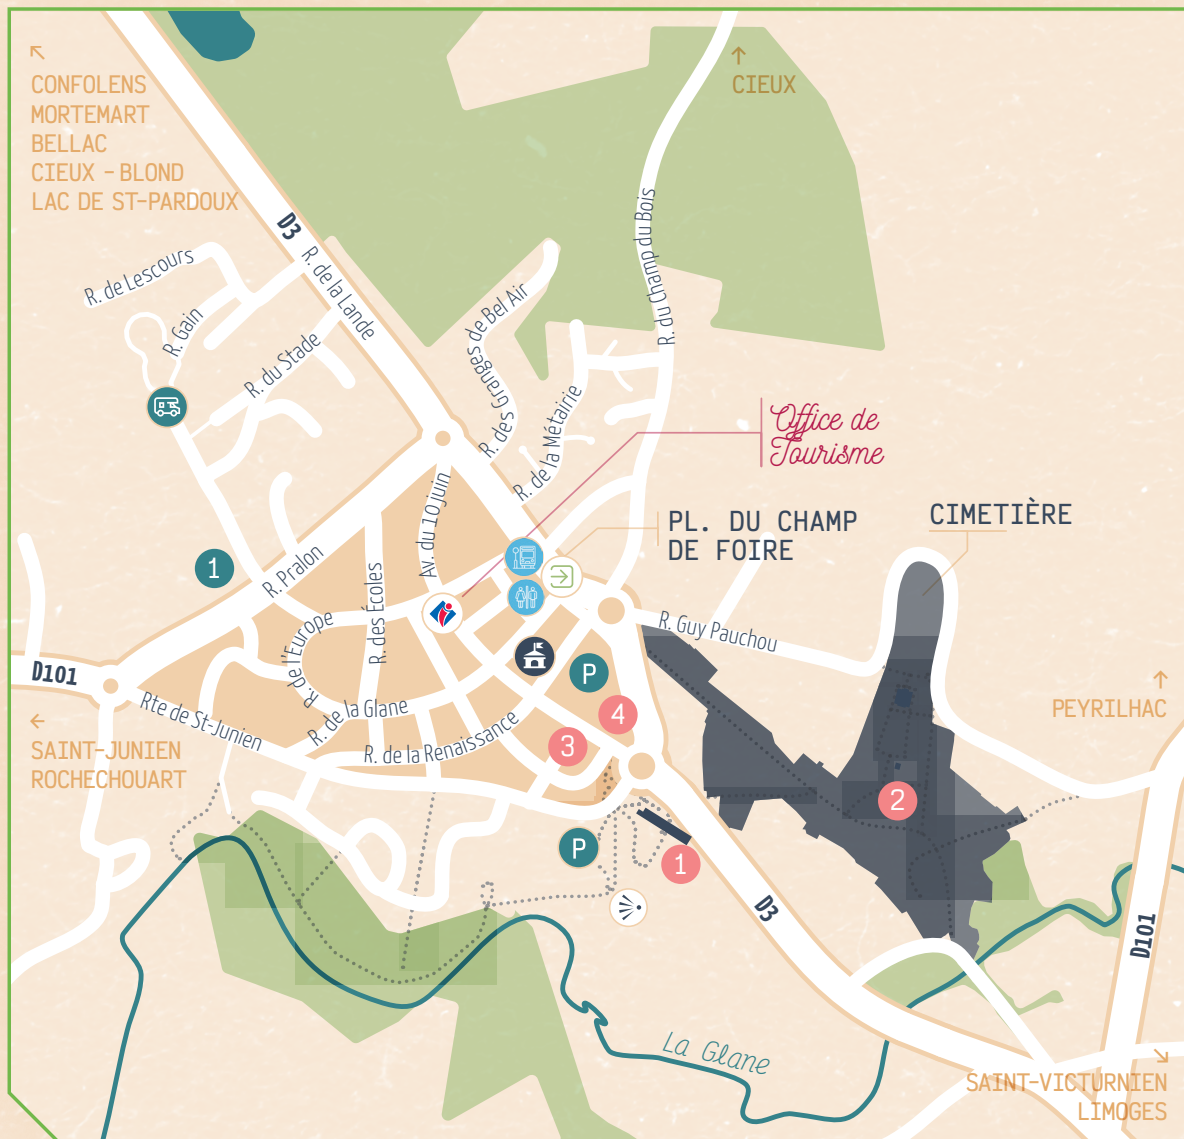 CONFOLENS
MORTEMART
BELLAC
CIEUX - BLOND
LAC DE ST-PARDOUX
CIEUX
D3
R. de la Lande
R. du Champ du Bois
R. de Lescours
R. Gain
R. du Stade
R. des Granges de Bel Air
R. de la Métairie
Office de
Tourisme
PL. DU CHAMP
DE FOIRE
CIMETIÈRE
Av. du 10 juin
1
R. Pralon
R. des Écoles
R. de l'Europe
R. Guy Pauchou
D101
P
Rte de St-Junien
R. de la Glane
R. de la Renaissance
4
3
PEYRILHAC
SAINT-JUNIEN
ROCHECHOUART
2
P
1
D3
D101
La Glane
SAINT-VICTURNIEN
LIMOGES